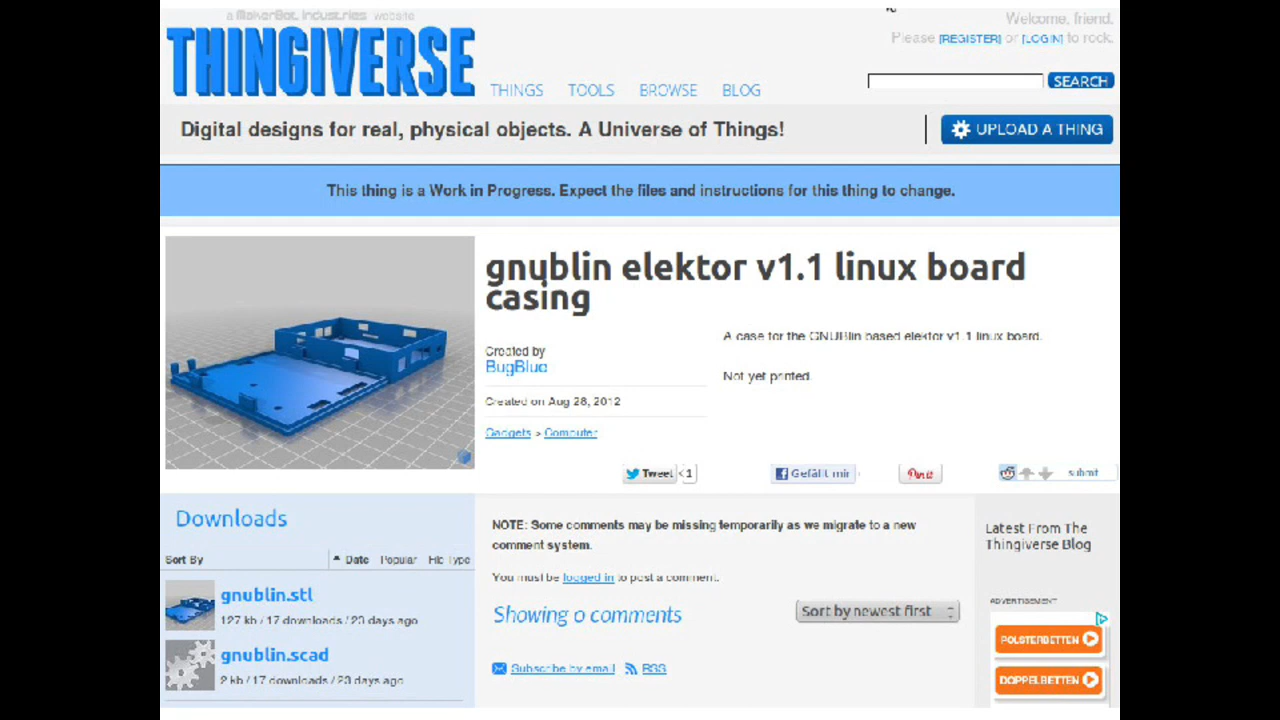 a MakerBot Industries website
Welcome, friend.
Please [REGISTER] or [LOGIN] to rock.
THINGIVERSE
THINGS TOOLS BROWSE BLOG
SEARCH
Digital designs for real, physical objects. A Universe of Things!
UPLOAD A THING
This thing is a Work in Progress. Expect the files and instructions for this thing to change.
gnublin elektor v1.1 linux board
casing
A case for the GNUBlin based elektor v1.1 linux board.
Created by
BugBlue
Not yet printed.
Created on Aug 28, 2012
Gadgets > Computer
Tweet 1
Gefällt mir
Pin it
submit
Downloads
Sort By Date Popular File Type
gnublin.stl
127 kb / 17 downloads / 23 days ago
gnublin.scad
2 kb / 17 downloads / 23 days ago
NOTE: Some comments may be missing temporarily as we migrate to a new
comment system.
You must be logged in to post a comment.
Showing 0 comments
Sort by newest first
Subscribe by email RSS
Latest From The
Thingiverse Blog
ADVERTISEMENT
POLSTERBETTEN
DOPPELBETTEN